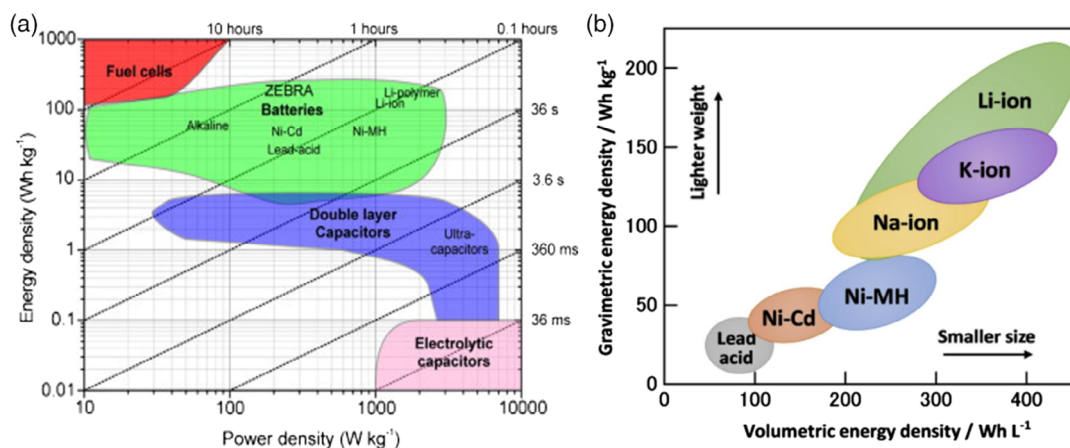 (a)
10 hours
1 hours
0.1 hours
1000
100
10
1
0.1
0.01
Energy density (Wh kg⁻¹)
Fuel cells
ZEBRA
Batteries
Li-polymer
Li-ion
Alkaline
Ni-Cd
Ni-MH
Lead-acid
Double layer
Capacitors
Ultra-
capacitors
Electrolytic
capacitors
36 s
3.6 s
360 ms
36 ms
10
100
1000
10000
Power density (W kg⁻¹)
(b)
Gravimetric energy density / Wh kg⁻¹
200
150
100
50
0
Lighter weight
Li-ion
K-ion
Na-ion
Ni-MH
Ni-Cd
Lead
acid
Smaller size
0
100
200
300
400
Volumetric energy density / Wh L⁻¹